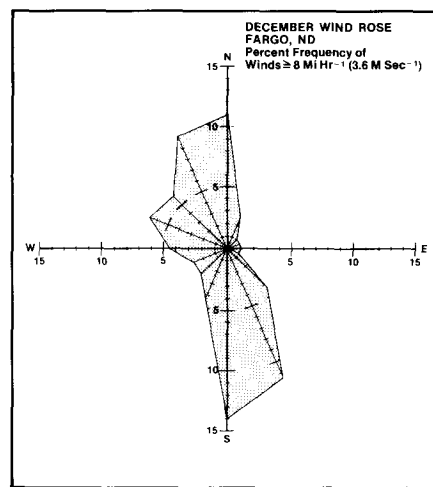 DECEMBER WIND ROSE
FARGO, ND
Percent Frequency of
Winds ≥ 8 Mi Hr⁻¹ (3.6 M Sec⁻¹)
N
15
10
5
W
E
15 10 5 5 10 15
5
10
15
S